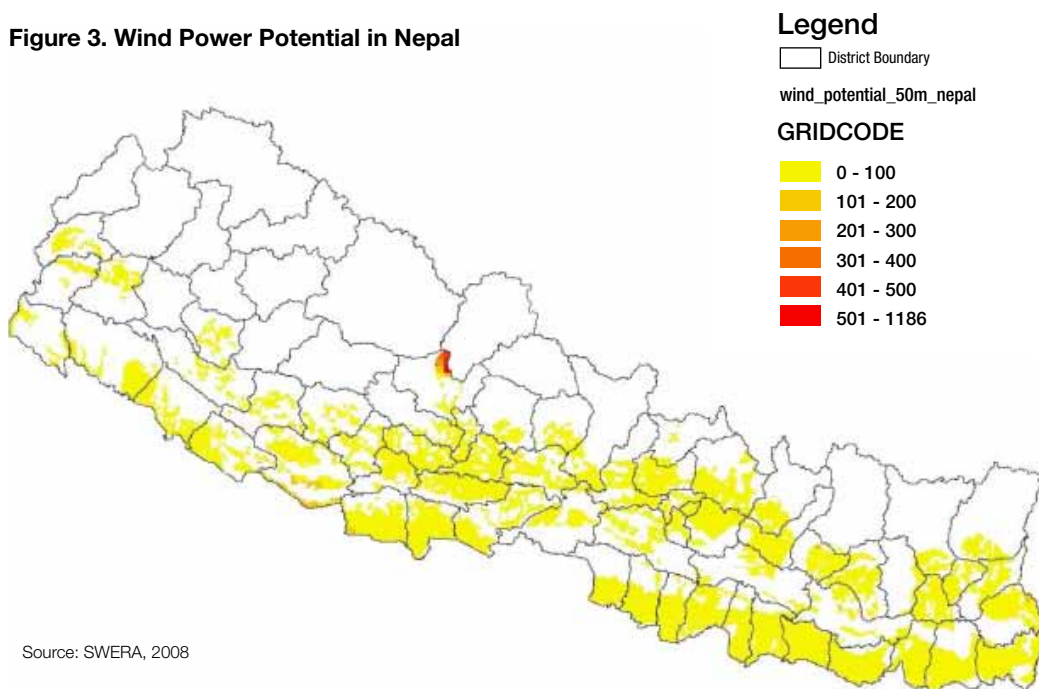 Figure 3. Wind Power Potential in Nepal
Legend
District Boundary
wind_potential_50m_nepal
GRIDCODE
0 - 100
101 - 200
201 - 300
301 - 400
401 - 500
501 - 1186
Source: SWERA, 2008